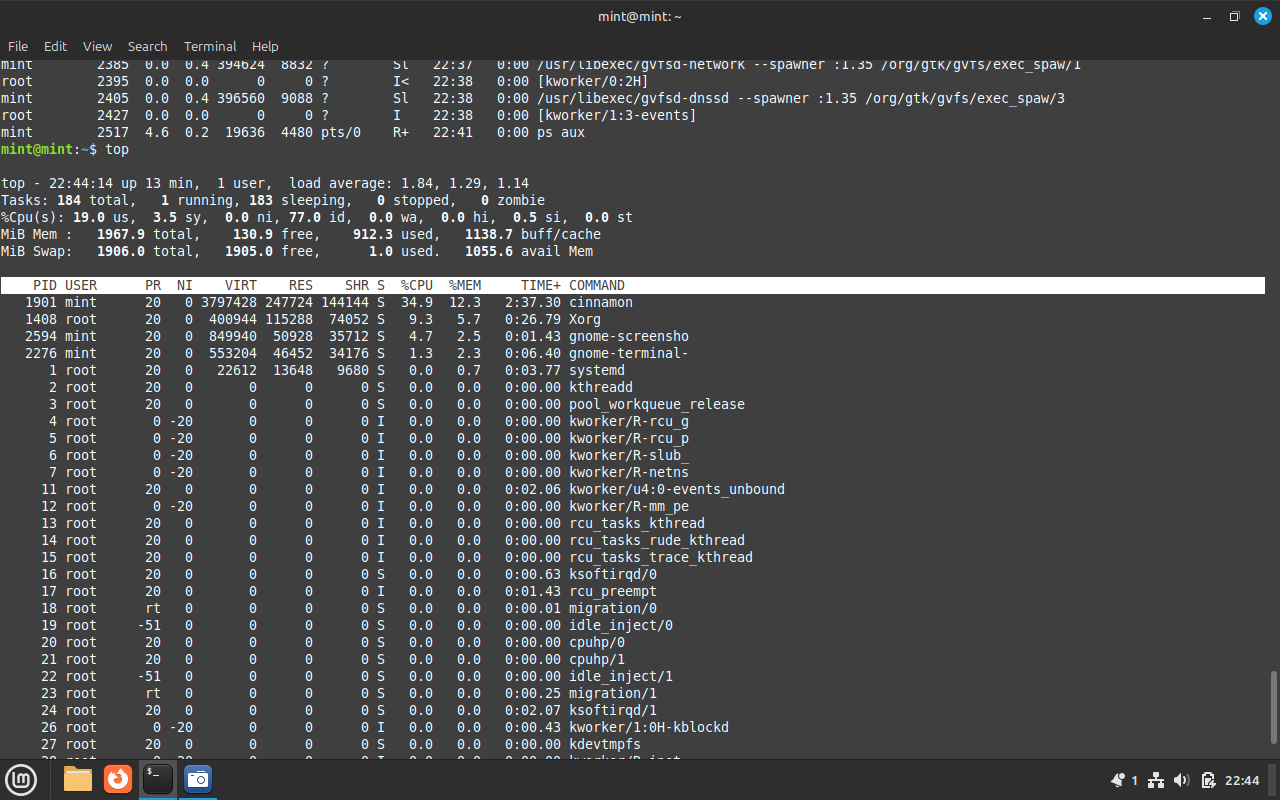 mint@mint: ~
File Edit View Search Terminal Help
mint 2385 0.0 0.4 394624 8832 ? Sl 22:37 0:00 /usr/libexec/gvfsd-network --spawner :1.35 /org/gtk/gvfs/exec_spaw/1
root 2395 0.0 0.0 0 0 ? I< 22:38 0:00 [kworker/0:2H]
mint 2405 0.0 0.4 396560 9088 ? Sl 22:38 0:00 /usr/libexec/gvfsd-dnssd --spawner :1.35 /org/gtk/gvfs/exec_spaw/3
root 2427 0.0 0.0 0 0 ? I 22:38 0:00 [kworker/1:3-events]
mint 2517 4.6 0.2 19636 4480 pts/0 R+ 22:41 0:00 ps aux
mint@mint:~$ top
top - 22:44:14 up 13 min, 1 user, load average: 1.84, 1.29, 1.14
Tasks: 184 total, 1 running, 183 sleeping, 0 stopped, 0 zombie
%Cpu(s): 19.0 us, 3.5 sy, 0.0 ni, 77.0 id, 0.0 wa, 0.0 hi, 0.5 si, 0.0 st
MiB Mem : 1967.9 total, 130.9 free, 912.3 used, 1138.7 buff/cache
MiB Swap: 1906.0 total, 1905.0 free, 1.0 used. 1055.6 avail Mem
PID USER PR NI VIRT RES SHR S %CPU %MEM TIME+ COMMAND
1901 mint 20 0 3797428 247724 144144 S 34.9 12.3 2:37.30 cinnamon
1408 root 20 0 400944 115288 74052 S 9.3 5.7 0:26.79 Xorg
2594 mint 20 0 849940 50928 35712 S 4.7 2.5 0:01.43 gnome-screensho
2276 mint 20 0 553204 46452 34176 S 1.3 2.3 0:06.40 gnome-terminal-
1 root 20 0 22612 13648 9680 S 0.0 0.7 0:03.77 systemd
2 root 20 0 0 0 0 S 0.0 0.0 0:00.00 kthreadd
3 root 20 0 0 0 0 S 0.0 0.0 0:00.00 pool_workqueue_release
4 root 0 -20 0 0 0 I 0.0 0.0 0:00.00 kworker/R-rcu_g
5 root 0 -20 0 0 0 I 0.0 0.0 0:00.00 kworker/R-rcu_p
6 root 0 -20 0 0 0 I 0.0 0.0 0:00.00 kworker/R-slub_
7 root 0 -20 0 0 0 I 0.0 0.0 0:00.00 kworker/R-netns
11 root 20 0 0 0 0 I 0.0 0.0 0:02.06 kworker/u4:0-events_unbound
12 root 0 -20 0 0 0 I 0.0 0.0 0:00.00 kworker/R-mm_pe
13 root 20 0 0 0 0 I 0.0 0.0 0:00.00 rcu_tasks_kthread
14 root 20 0 0 0 0 I 0.0 0.0 0:00.00 rcu_tasks_rude_kthread
15 root 20 0 0 0 0 I 0.0 0.0 0:00.00 rcu_tasks_trace_kthread
16 root 20 0 0 0 0 S 0.0 0.0 0:00.63 ksoftirqd/0
17 root 20 0 0 0 0 I 0.0 0.0 0:01.43 rcu_preempt
18 root rt 0 0 0 0 S 0.0 0.0 0:00.01 migration/0
19 root -51 0 0 0 0 S 0.0 0.0 0:00.00 idle_inject/0
20 root 20 0 0 0 0 S 0.0 0.0 0:00.00 cpuhp/0
21 root 20 0 0 0 0 S 0.0 0.0 0:00.00 cpuhp/1
22 root -51 0 0 0 0 S 0.0 0.0 0:00.00 idle_inject/1
23 root rt 0 0 0 0 S 0.0 0.0 0:00.25 migration/1
24 root 20 0 0 0 0 S 0.0 0.0 0:02.07 ksoftirqd/1
26 root 0 -20 0 0 0 I 0.0 0.0 0:00.43 kworker/1:0H-kblockd
27 root 20 0 0 0 0 S 0.0 0.0 0:00.00 kdevtmpfs
1 22:44